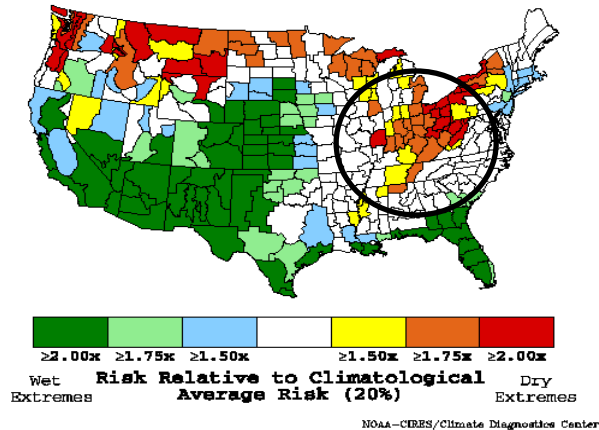 ≥2.00x ≥1.75x ≥1.50x ≥1.50x ≥1.75x ≥2.00x
Wet Extremes Risk Relative to Climatological Average Risk (20%) Dry Extremes
NOAA-CIRES/Climate Diagnostics Center